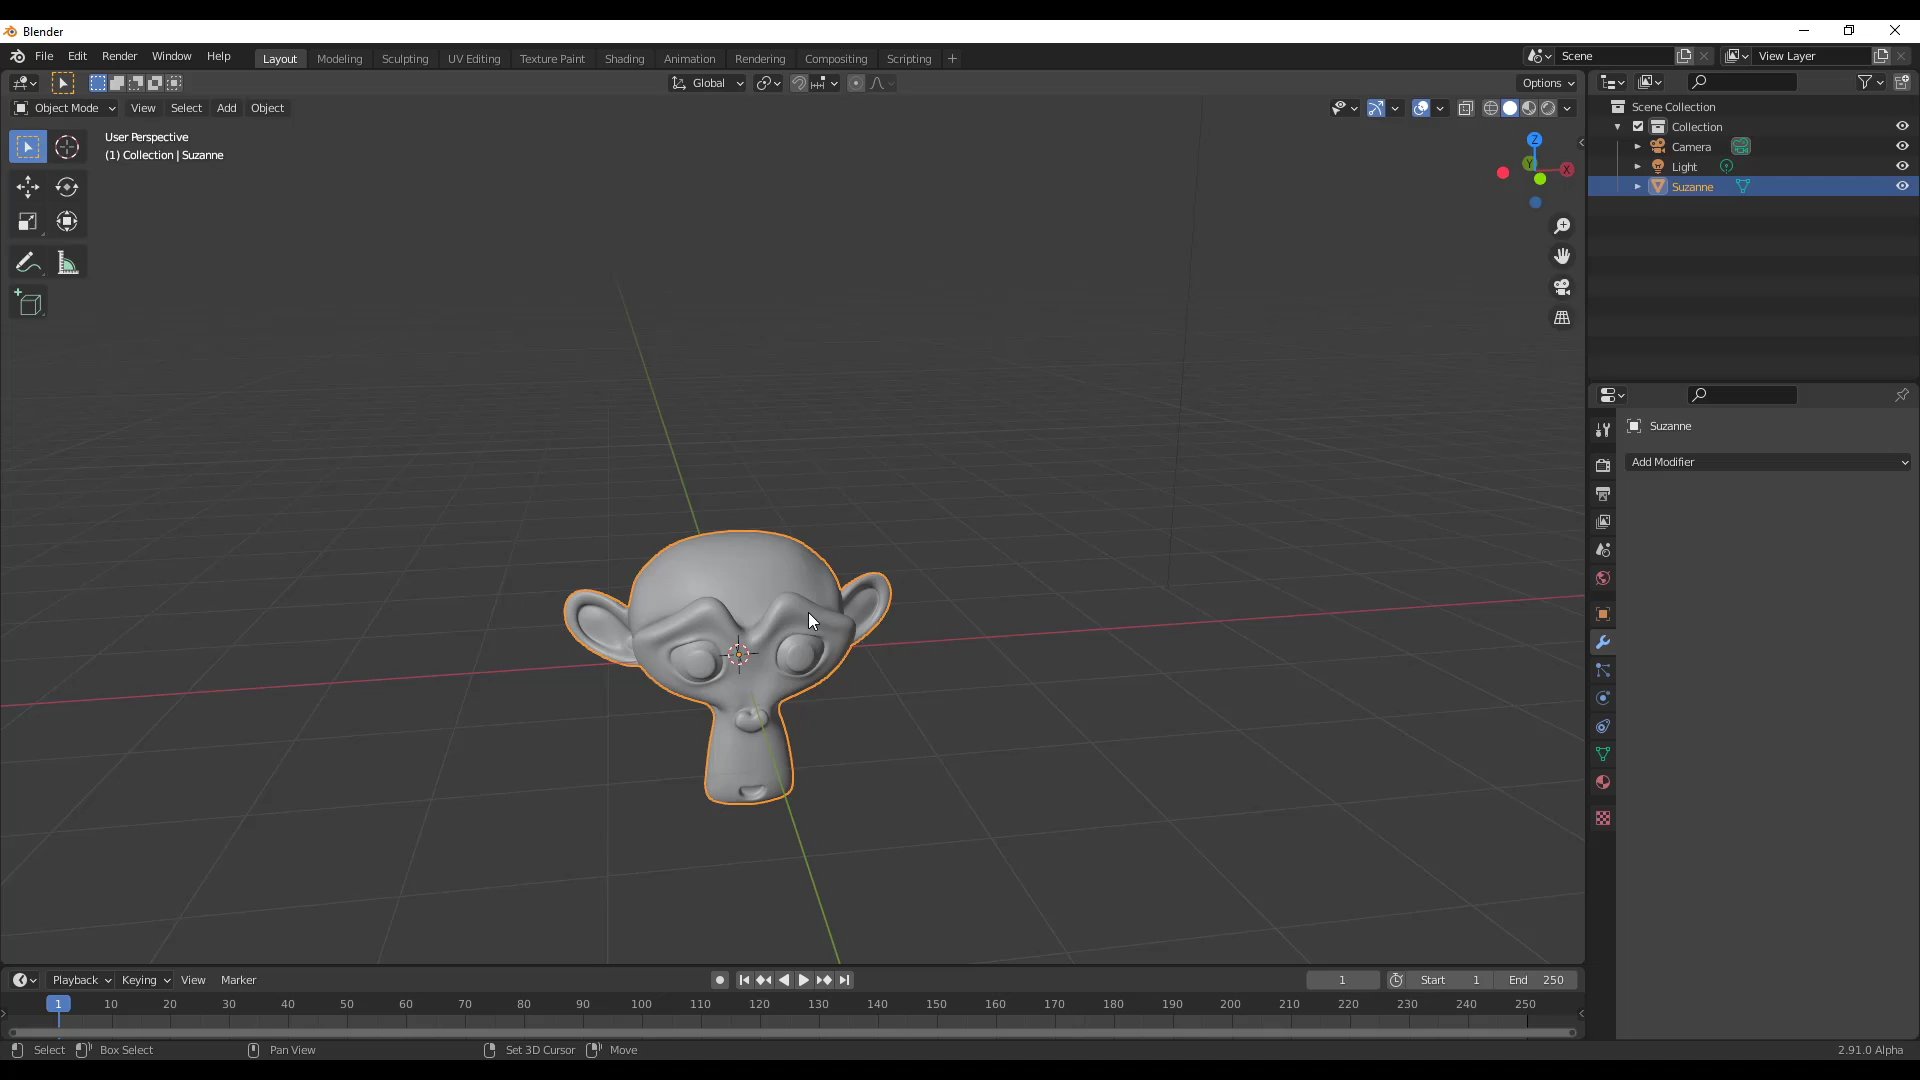 Blender
File Edit Render Window Help Layout Modeling Sculpting UV Editing Texture Paint Shading Animation Rendering Compositing Scripting + Scene View Layer
Global Options
Object Mode View Select Add Object
User Perspective
(1) Collection | Suzanne
Z
Y
X
Scene Collection
Collection
Camera
Light
Suzanne
Suzanne
Add Modifier
Playback Keying View Marker 1 Start 1 End 250
1 10 20 30 40 50 60 70 80 90 100 110 120 130 140 150 160 170 180 190 200 210 220 230 240 250
Select Box Select Pan View Set 3D Cursor Move 2.91.0 Alpha